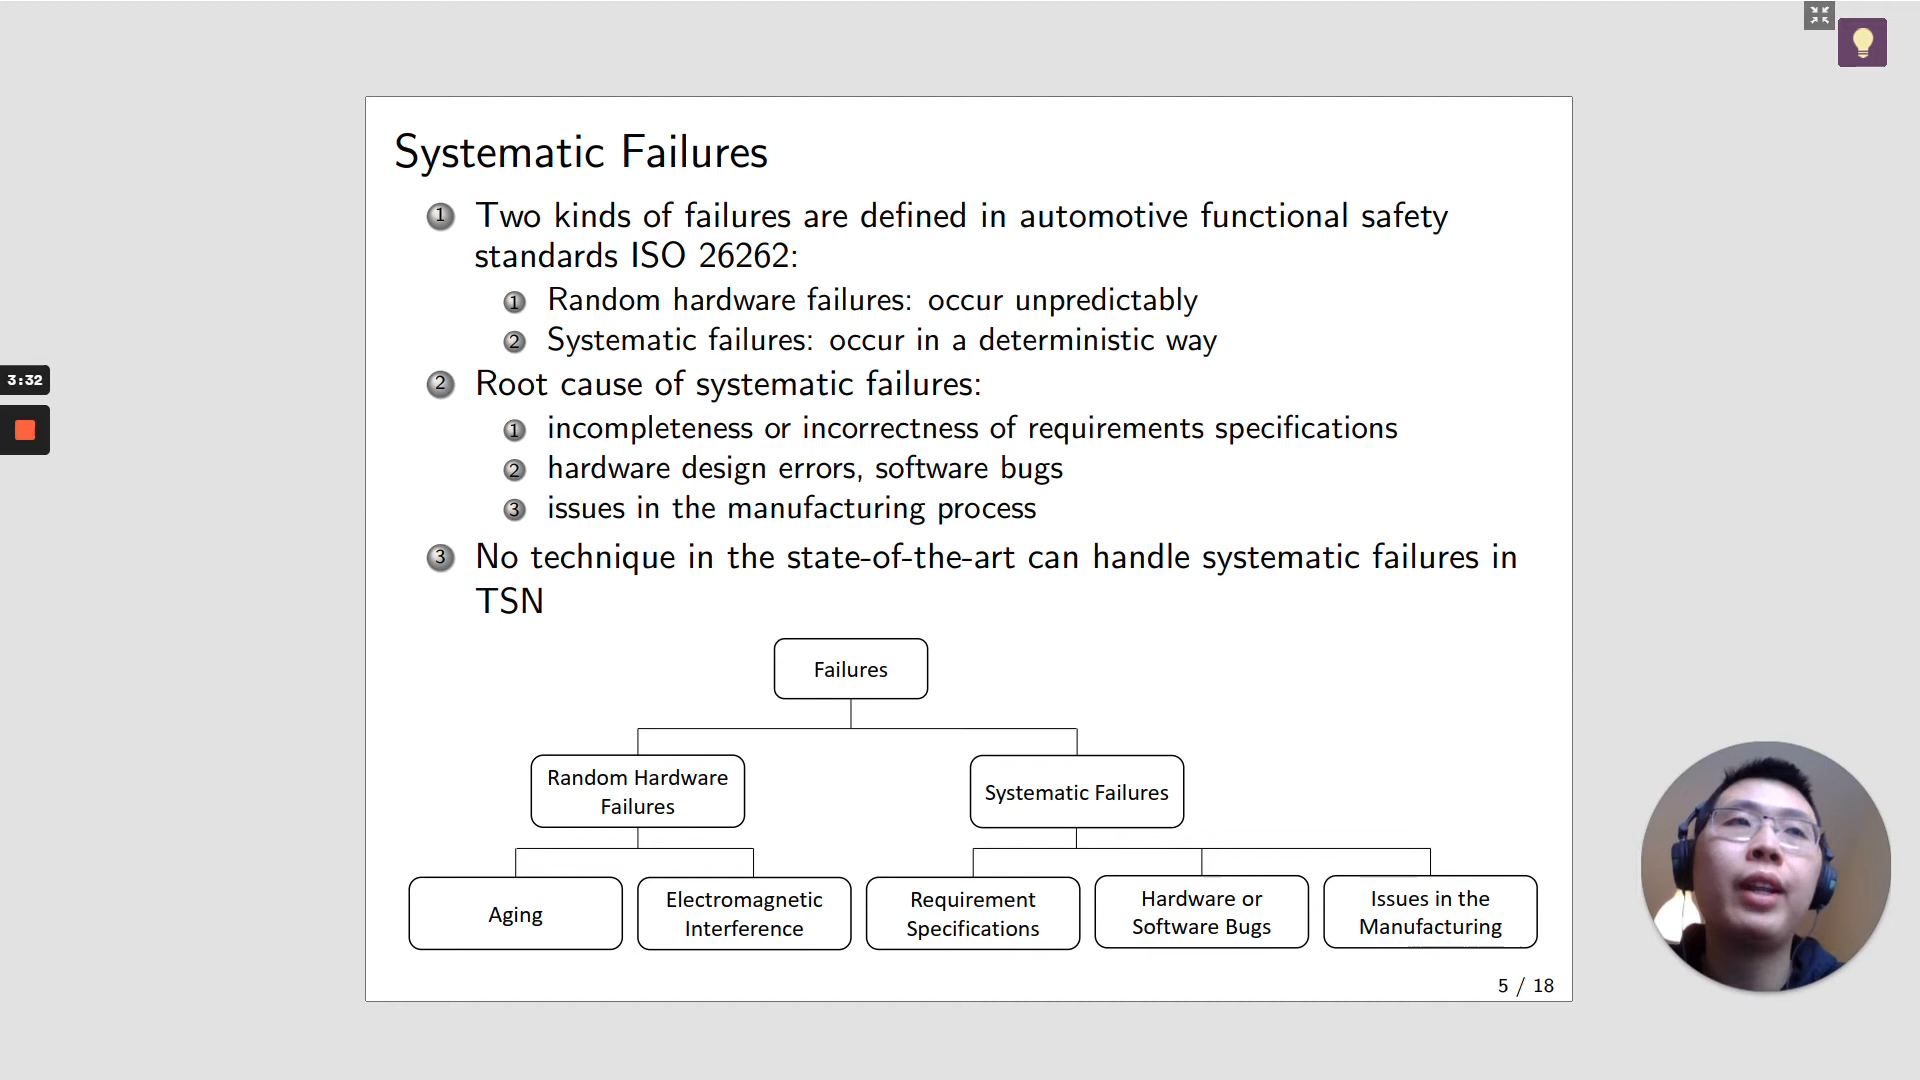 Systematic Failures
1 Two kinds of failures are defined in automotive functional safety
standards ISO 26262:
1 Random hardware failures: occur unpredictably
2 Systematic failures: occur in a deterministic way
2 Root cause of systematic failures:
1 incompleteness or incorrectness of requirements specifications
2 hardware design errors, software bugs
3 issues in the manufacturing process
3 No technique in the state-of-the-art can handle systematic failures in
TSN
Failures
Random Hardware
Failures
Systematic Failures
Aging
Electromagnetic
Interference
Requirement
Specifications
Hardware or
Software Bugs
Issues in the
Manufacturing
5 / 18
3:32